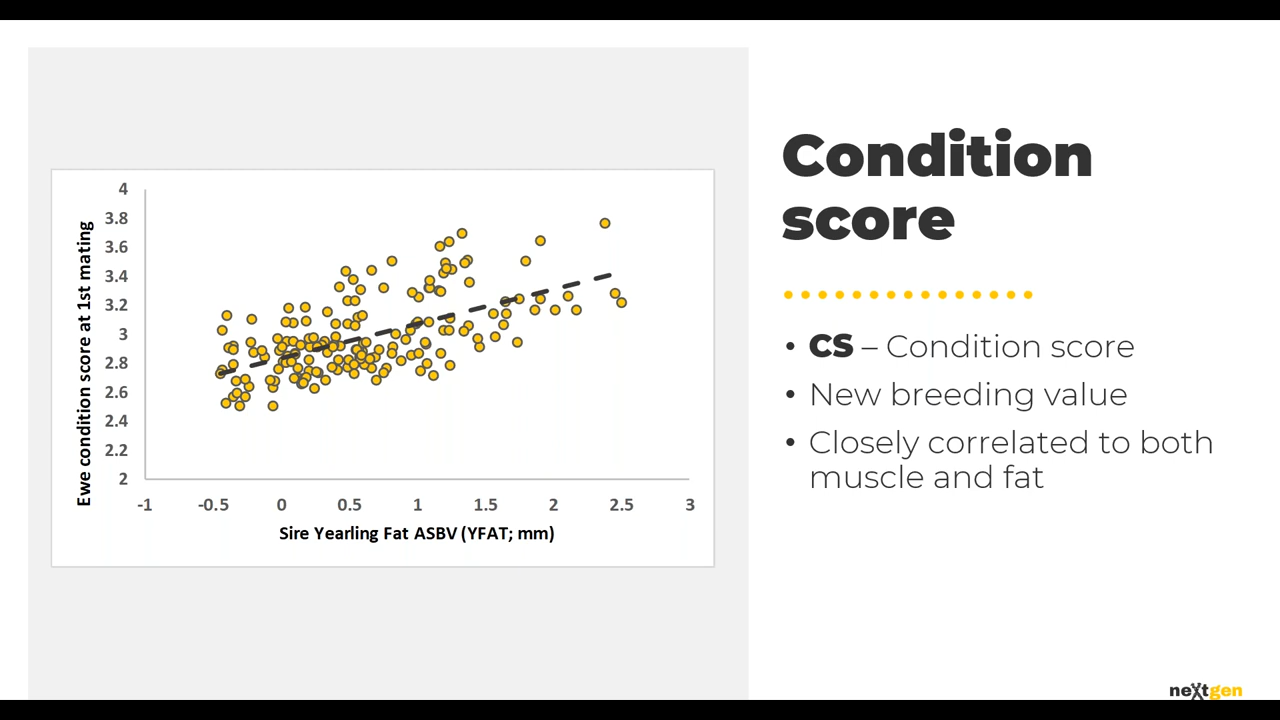 Condition
score
• CS – Condition score
• New breeding value
• Closely correlated to both
muscle and fat
Ewe condition score at 1st mating
4
3.8
3.6
3.4
3.2
3
2.8
2.6
2.4
2.2
2
-1 -0.5 0 0.5 1 1.5 2 2.5 3
Sire Yearling Fat ASBV (YFAT; mm)
nextgen